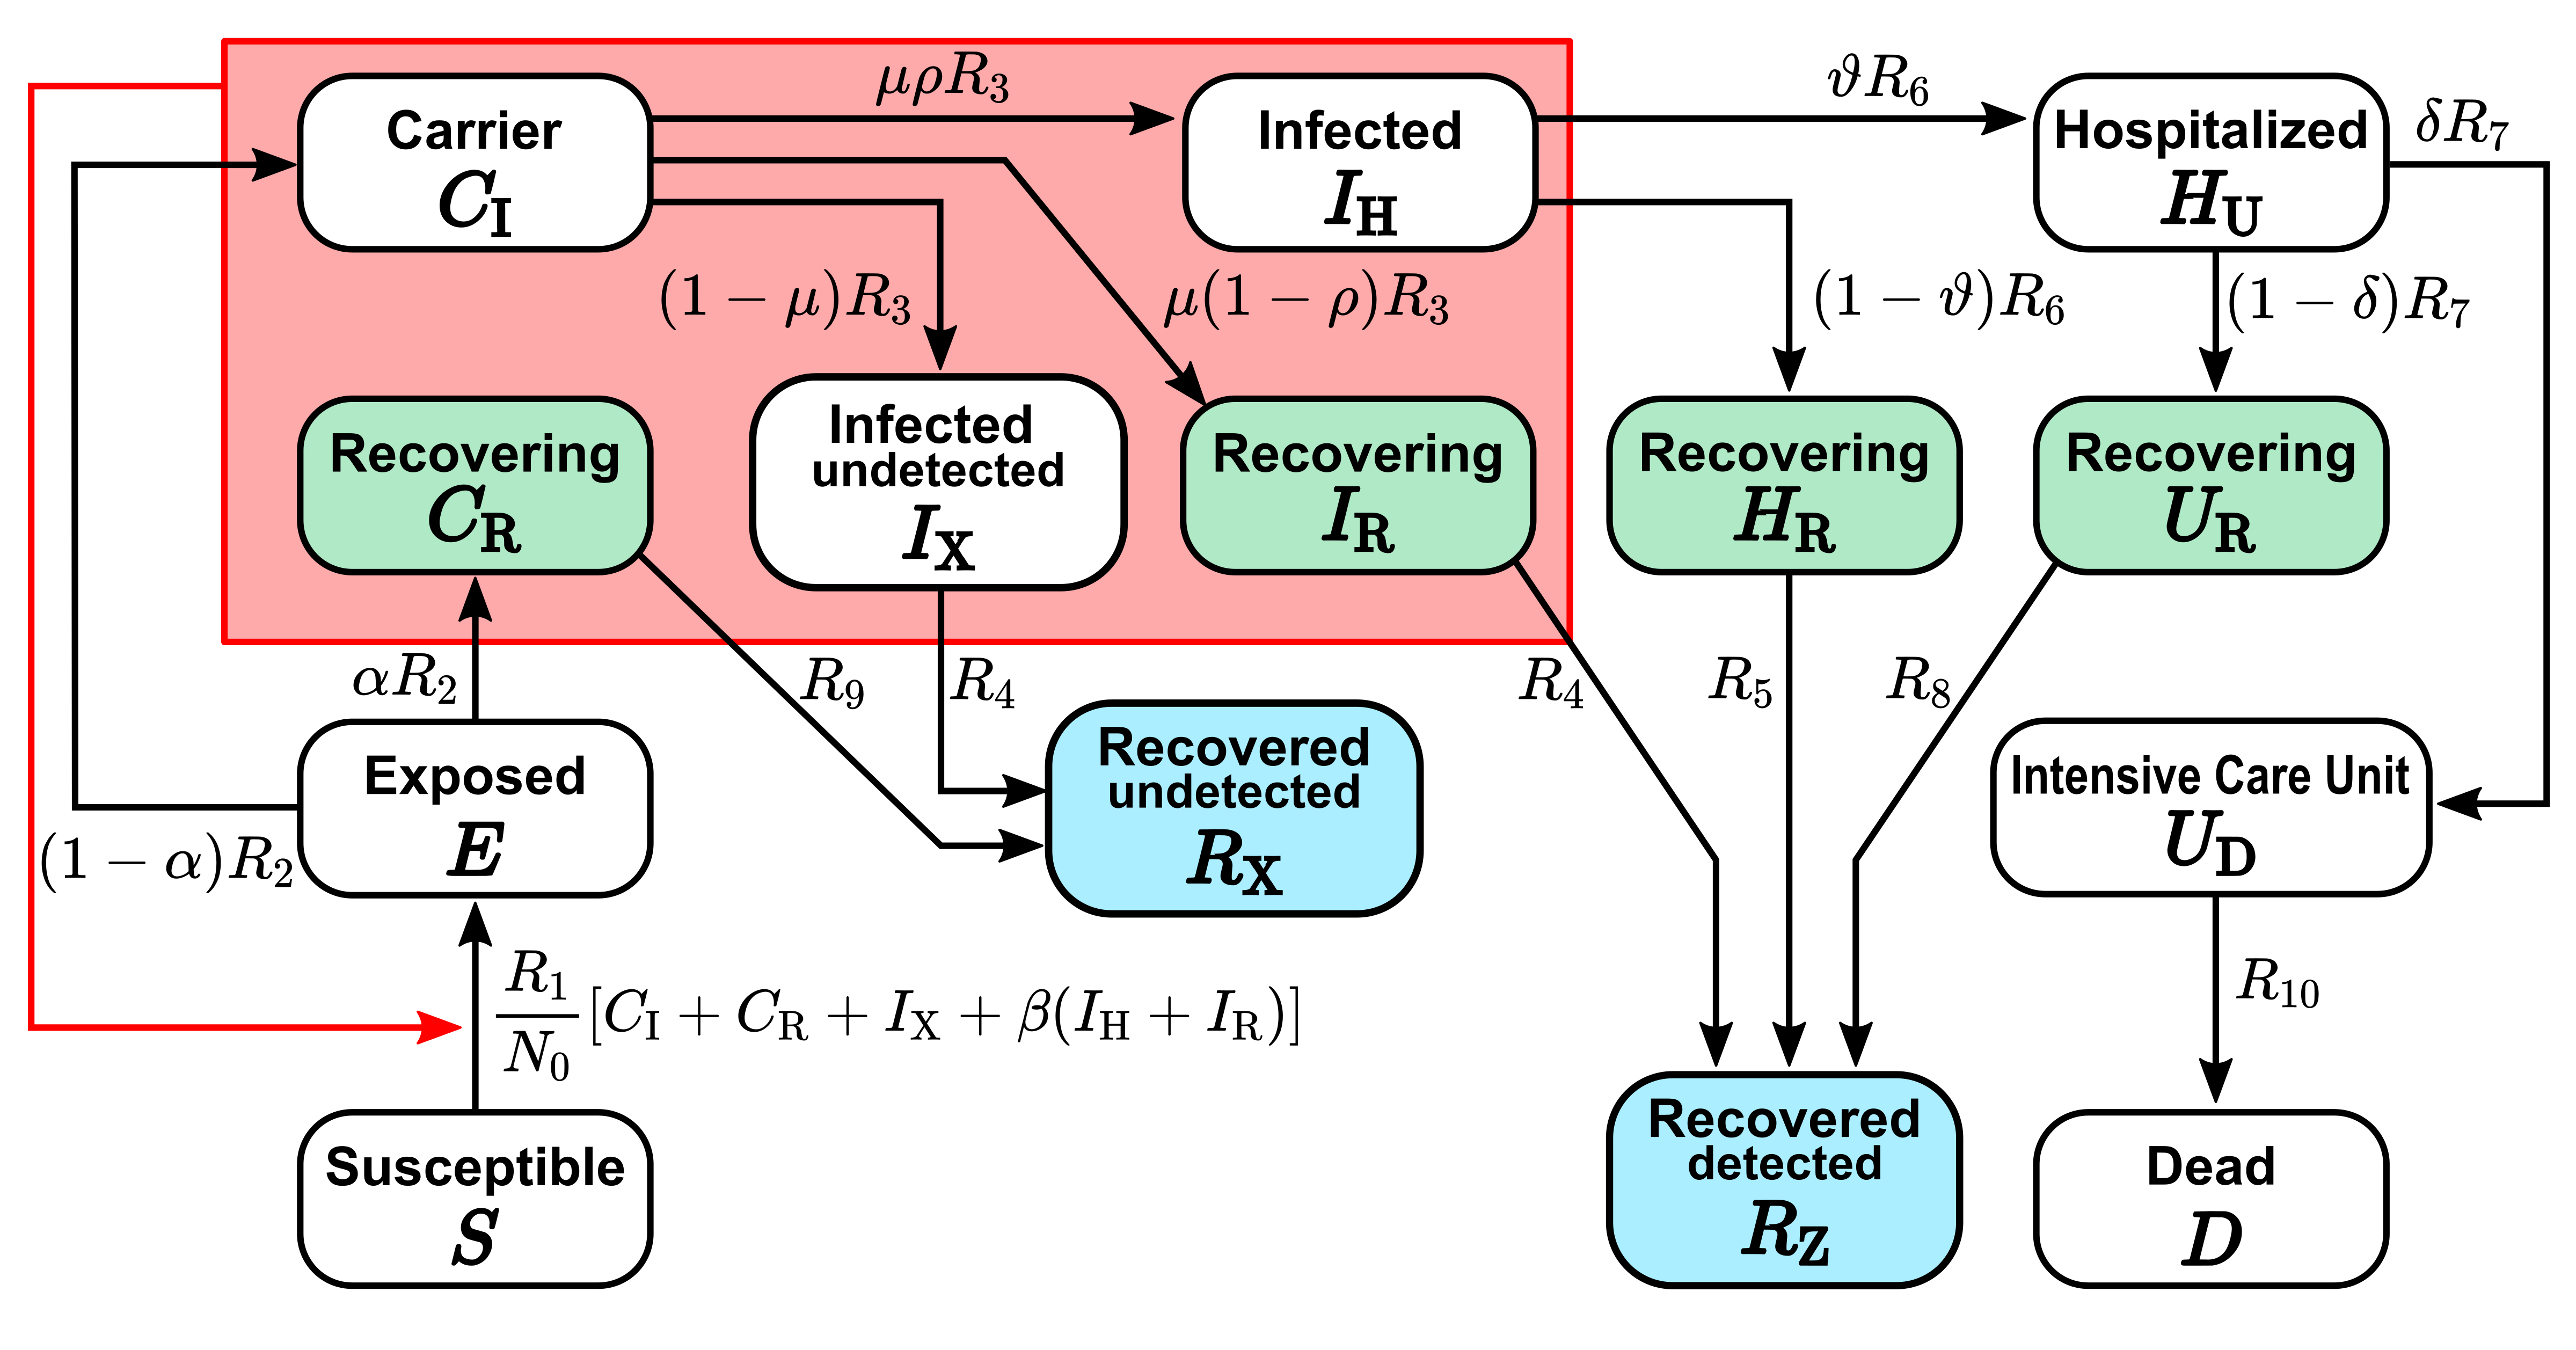 μρR₃
ϑR₆
δR₇
Carrier
C_I
Infected
I_H
Hospitalized
H_U
(1 − μ)R₃
μ(1 − ρ)R₃
(1 − ϑ)R₆
(1 − δ)R₇
Recovering
C_R
Infected
undetected
I_X
Recovering
I_R
Recovering
H_R
Recovering
U_R
αR₂
R₉
R₄
R₄
R₅
R₈
Exposed
E
(1 − α)R₂
Recovered
undetected
R_X
Intensive Care Unit
U_D
R₁/N₀ [C_I + C_R + I_X + β(I_H + I_R)]
R₁₀
Susceptible
S
Recovered
detected
R_Z
Dead
D